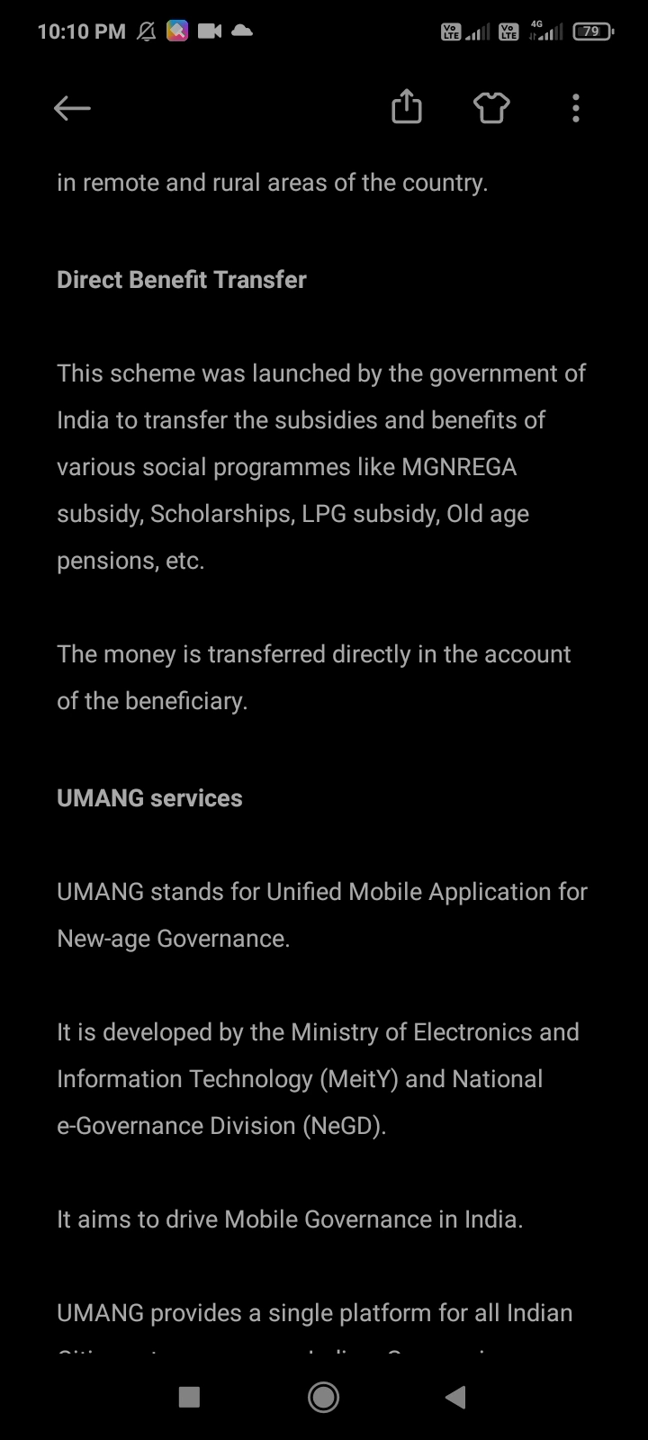 10:10 PM
Vo LTE Vo LTE 4G 79
in remote and rural areas of the country.
Direct Benefit Transfer
This scheme was launched by the government of
India to transfer the subsidies and benefits of
various social programmes like MGNREGA
subsidy, Scholarships, LPG subsidy, Old age
pensions, etc.
The money is transferred directly in the account
of the beneficiary.
UMANG services
UMANG stands for Unified Mobile Application for
New-age Governance.
It is developed by the Ministry of Electronics and
Information Technology (MeitY) and National
e-Governance Division (NeGD).
It aims to drive Mobile Governance in India.
UMANG provides a single platform for all Indian